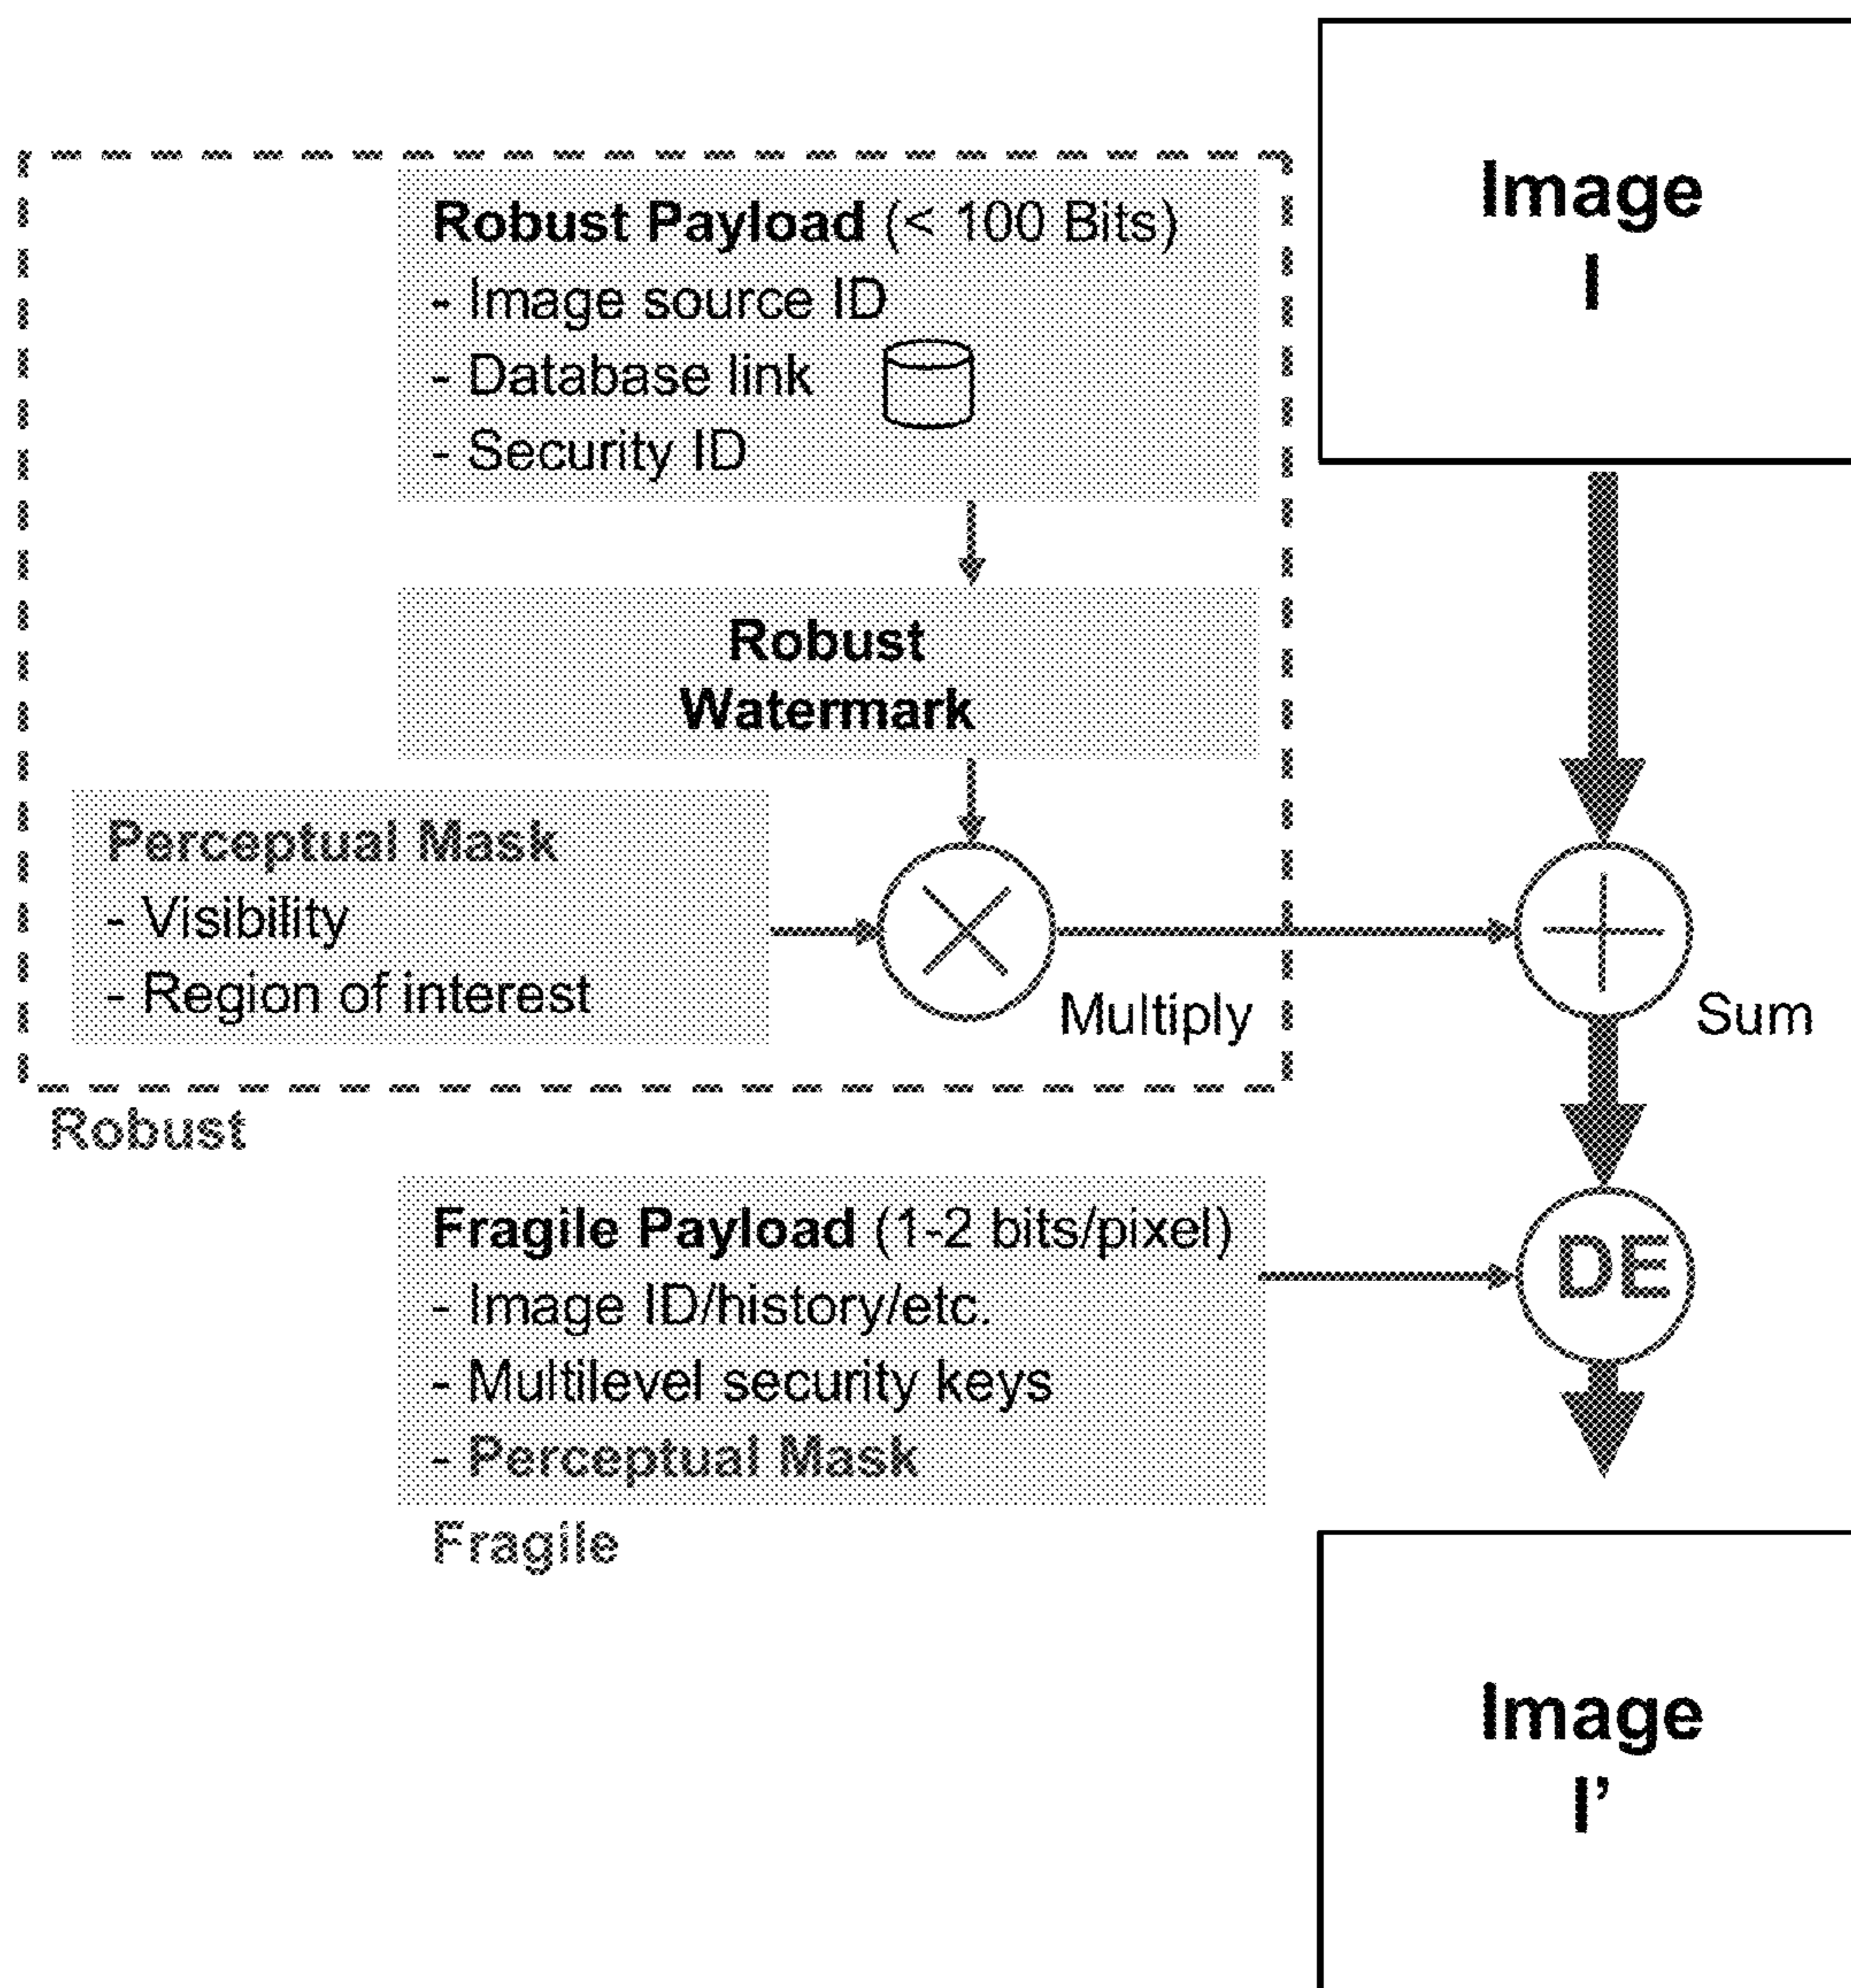 Image
I
Robust Payload (< 100 Bits)
- Image source ID
- Database link
- Security ID
Robust
Watermark
Perceptual Mask
- Visibility
- Region of interest
Multiply
Sum
Robust
Fragile Payload (1-2 bits/pixel)
- Image ID/history/etc.
- Multilevel security keys
- Perceptual Mask
DE
Fragile
Image
I’